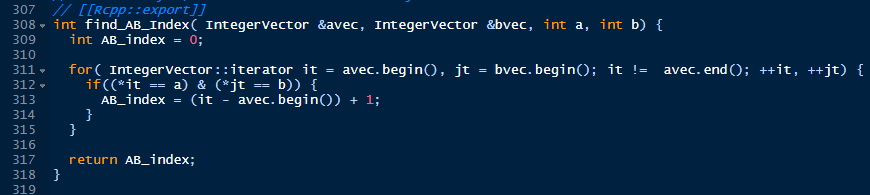 307 // [[Rcpp::export]]
308 int find_AB_Index( IntegerVector &avec, IntegerVector &bvec, int a, int b) {
309   int AB_index = 0;
310
311   for( IntegerVector::iterator it = avec.begin(), jt = bvec.begin(); it !=  avec.end(); ++it, ++jt) {
312     if((*it == a) & (*jt == b)) {
313       AB_index = (it - avec.begin()) + 1;
314     }
315   }
316
317   return AB_index;
318 }
319